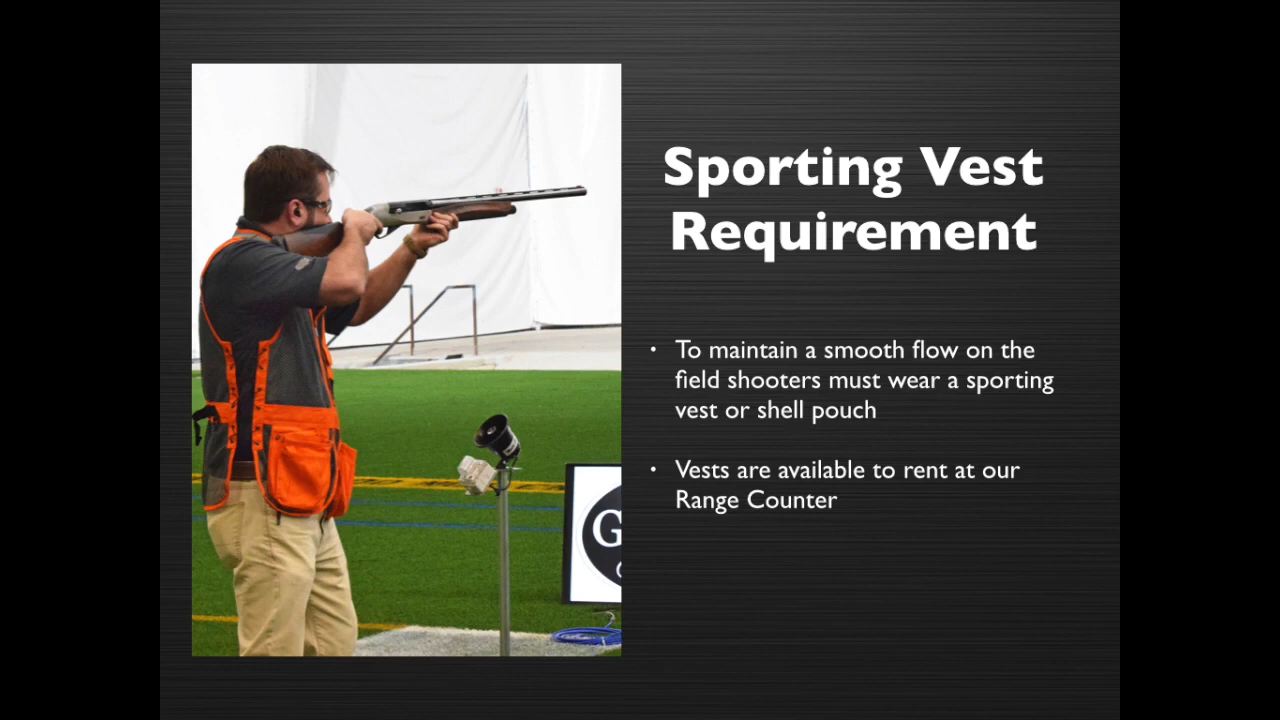 Sporting Vest
Requirement
• To maintain a smooth flow on the
field shooters must wear a sporting
vest or shell pouch
• Vests are available to rent at our
Range Counter
G